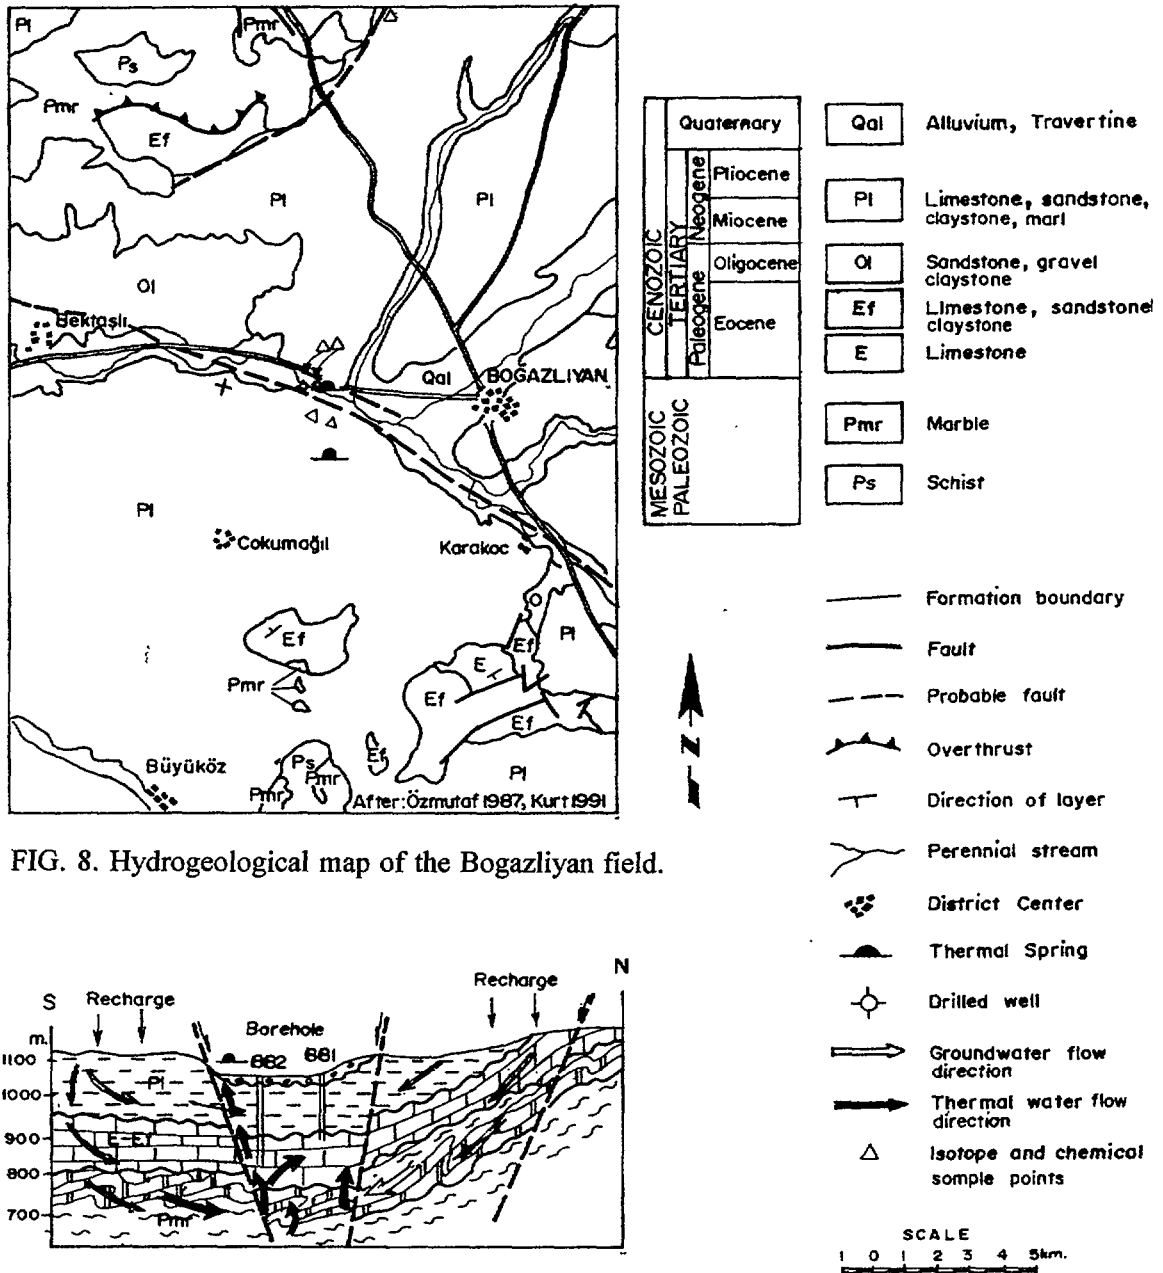 Pl
Pmr
Ps
Pmr
Ef
Pl
Pl
Ol
Bektaşlı
Qal
BOĞAZLIYAN
Pl
Cokumağıl
Karakoc
O
Ef
Pl
Ef
E
Pmr
Ef
Ef
Büyüköz
Ps
Pmr
Pmr
Ef
Pl
After:Özmutaf 1987, Kurt 1991
FIG. 8. Hydrogeological map of the Bogazliyan field.
CENOZOIC
TERTIARY
Neogene
Paleogene
Quaternary
Pliocene
Miocene
Oligocene
Eocene
MESOZOIC
PALEOZOIC
Qal Alluvium, Travertine
Pl Limestone, sandstone,
claystone, marl
Ol Sandstone, gravel
claystone
Ef Limestone, sandstone
claystone
E Limestone
Pmr Marble
Ps Schist
N
Formation boundary
Fault
Probable fault
Overthrust
Direction of layer
Perennial stream
District Center
Thermal Spring
Drilled well
Groundwater flow
direction
Thermal water flow
direction
Isotope and chemical
sample points
SCALE
1 0 1 2 3 4 5km.
S
N
Recharge
Recharge
Borehole
BB2
BB1
m.
1100
1000
900
800
700
Pl
E-Ef
Pmr